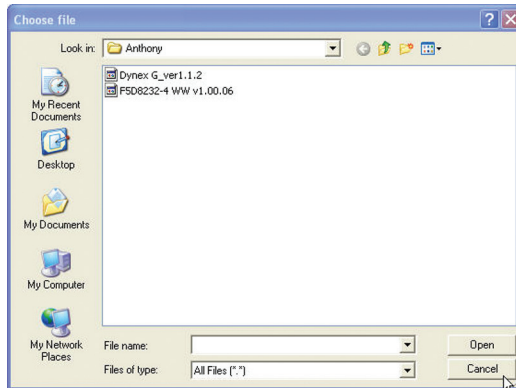 Choose file
Look in:
Anthony
Dynex G_ver1.1.2
F5D8232-4 WW v1.00.06
My Recent
Documents
Desktop
My Documents
My Computer
My Network
Places
File name:
Open
Files of type:
All Files (*.*)
Cancel